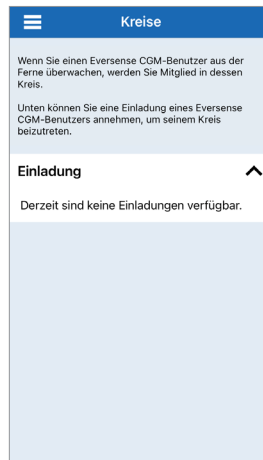 Kreise
Wenn Sie einen Eversense CGM-Benutzer aus der
Ferne überwachen, werden Sie Mitglied in dessen
Kreis.
Unten können Sie eine Einladung eines Eversense
CGM-Benutzers annehmen, um seinem Kreis
beizutreten.
Einladung
Derzeit sind keine Einladungen verfügbar.